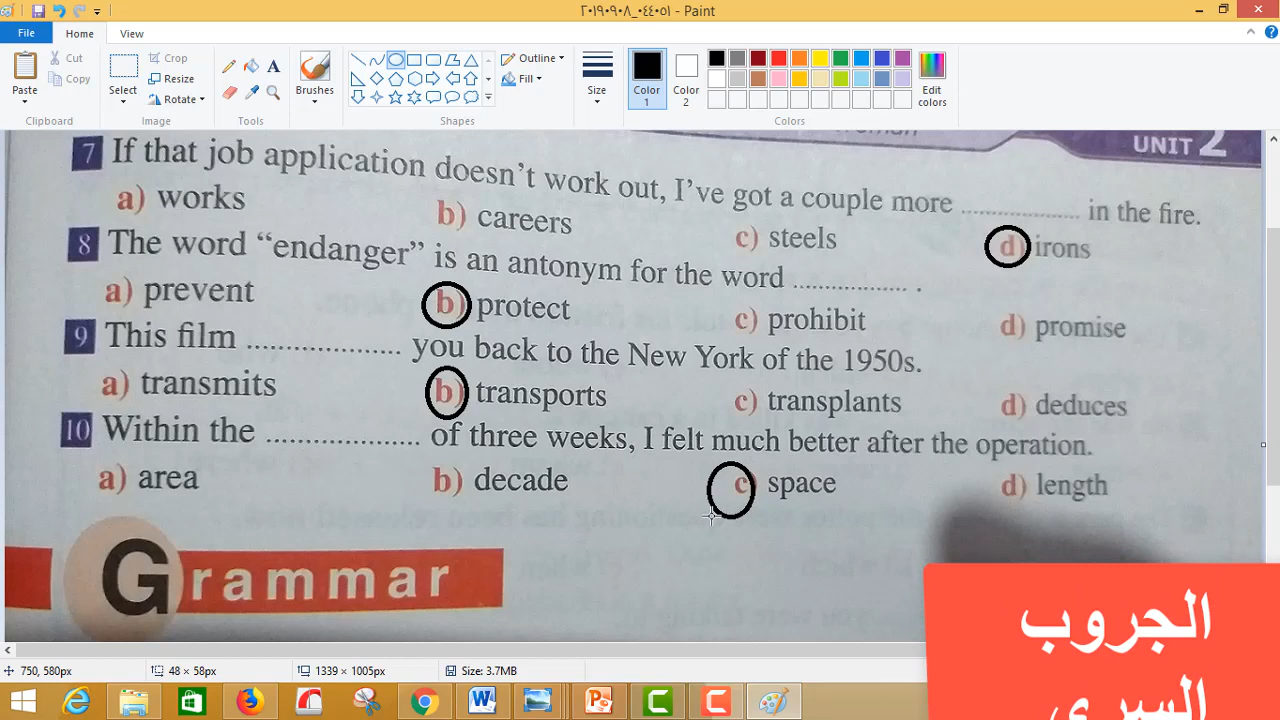 ٢٠١٩٠٩٠٨_٠٤٤٠٥١ - Paint
File Home View
Cut
Copy
Paste
Clipboard
Crop
Resize
Rotate
Select
Image
Tools
Brushes
Outline
Fill
Shapes
Size
Color 1
Color 2
Edit colors
Colors
UNIT 2
7 If that job application doesn't work out, I've got a couple more .................... in the fire.
a) works b) careers c) steels d) irons
8 The word "endanger" is an antonym for the word .................... .
a) prevent b) protect c) prohibit d) promise
9 This film .................... you back to the New York of the 1950s.
a) transmits b) transports c) transplants d) deduces
10 Within the .................... of three weeks, I felt much better after the operation.
a) area b) decade c) space d) length
Grammar
الجروب
السرى
750, 580px 48 × 58px 1339 × 1005px Size: 3.7MB